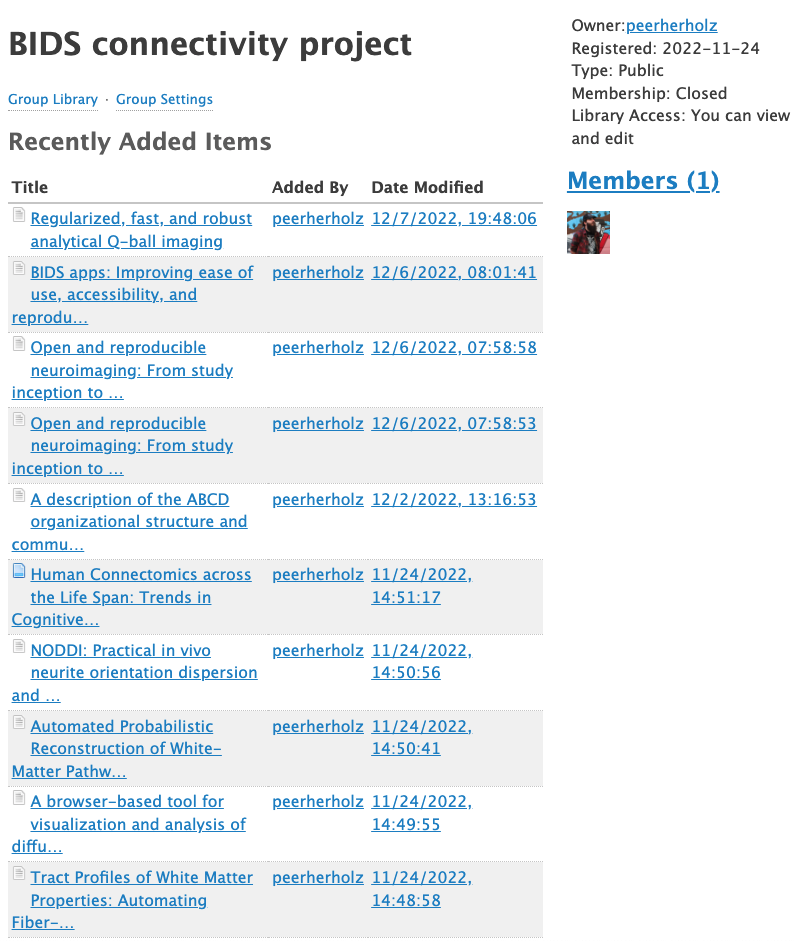 BIDS connectivity project
Group Library · Group Settings
Recently Added Items
Title Added By Date Modified
Regularized, fast, and robust peerherholz 12/7/2022, 19:48:06
analytical Q-ball imaging
BIDS apps: Improving ease of peerherholz 12/6/2022, 08:01:41
use, accessibility, and
reprodu…
Open and reproducible peerherholz 12/6/2022, 07:58:58
neuroimaging: From study
inception to …
Open and reproducible peerherholz 12/6/2022, 07:58:53
neuroimaging: From study
inception to …
A description of the ABCD peerherholz 12/2/2022, 13:16:53
organizational structure and
commu…
Human Connectomics across peerherholz 11/24/2022,
the Life Span: Trends in 14:51:17
Cognitive…
NODDI: Practical in vivo peerherholz 11/24/2022,
neurite orientation dispersion 14:50:56
and …
Automated Probabilistic peerherholz 11/24/2022,
Reconstruction of White- 14:50:41
Matter Pathw…
A browser-based tool for peerherholz 11/24/2022,
visualization and analysis of 14:49:55
diffu…
Tract Profiles of White Matter peerherholz 11/24/2022,
Properties: Automating 14:48:58
Fiber-…
Owner:peerherholz
Registered: 2022-11-24
Type: Public
Membership: Closed
Library Access: You can view
and edit
Members (1)